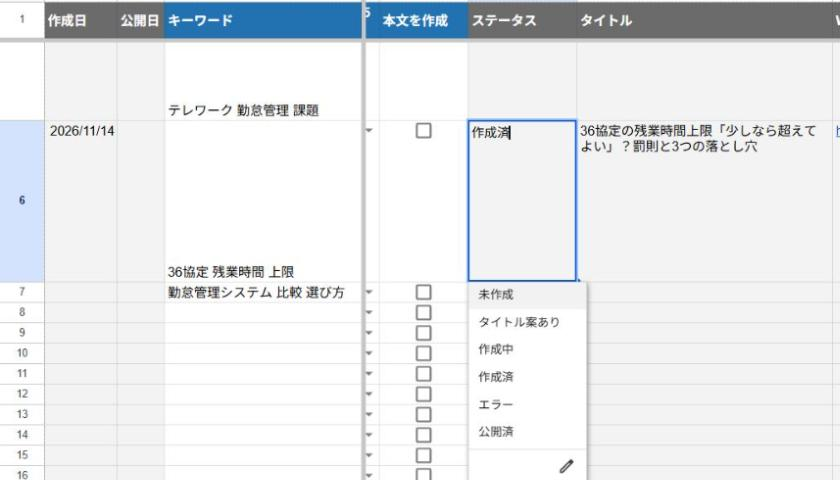 1 作成日 公開日 キーワード 5 本文を作成 ステータス タイトル
テレワーク 勤怠管理 課題
2026/11/14 作成済 36協定の残業時間上限「少しなら超えて
よい」？罰則と3つの落とし穴
6
36協定 残業時間 上限
7 勤怠管理システム 比較 選び方
未作成
8
タイトル案あり
9
10 作成中
11 作成済
12
エラー
13
14 公開済
15
16